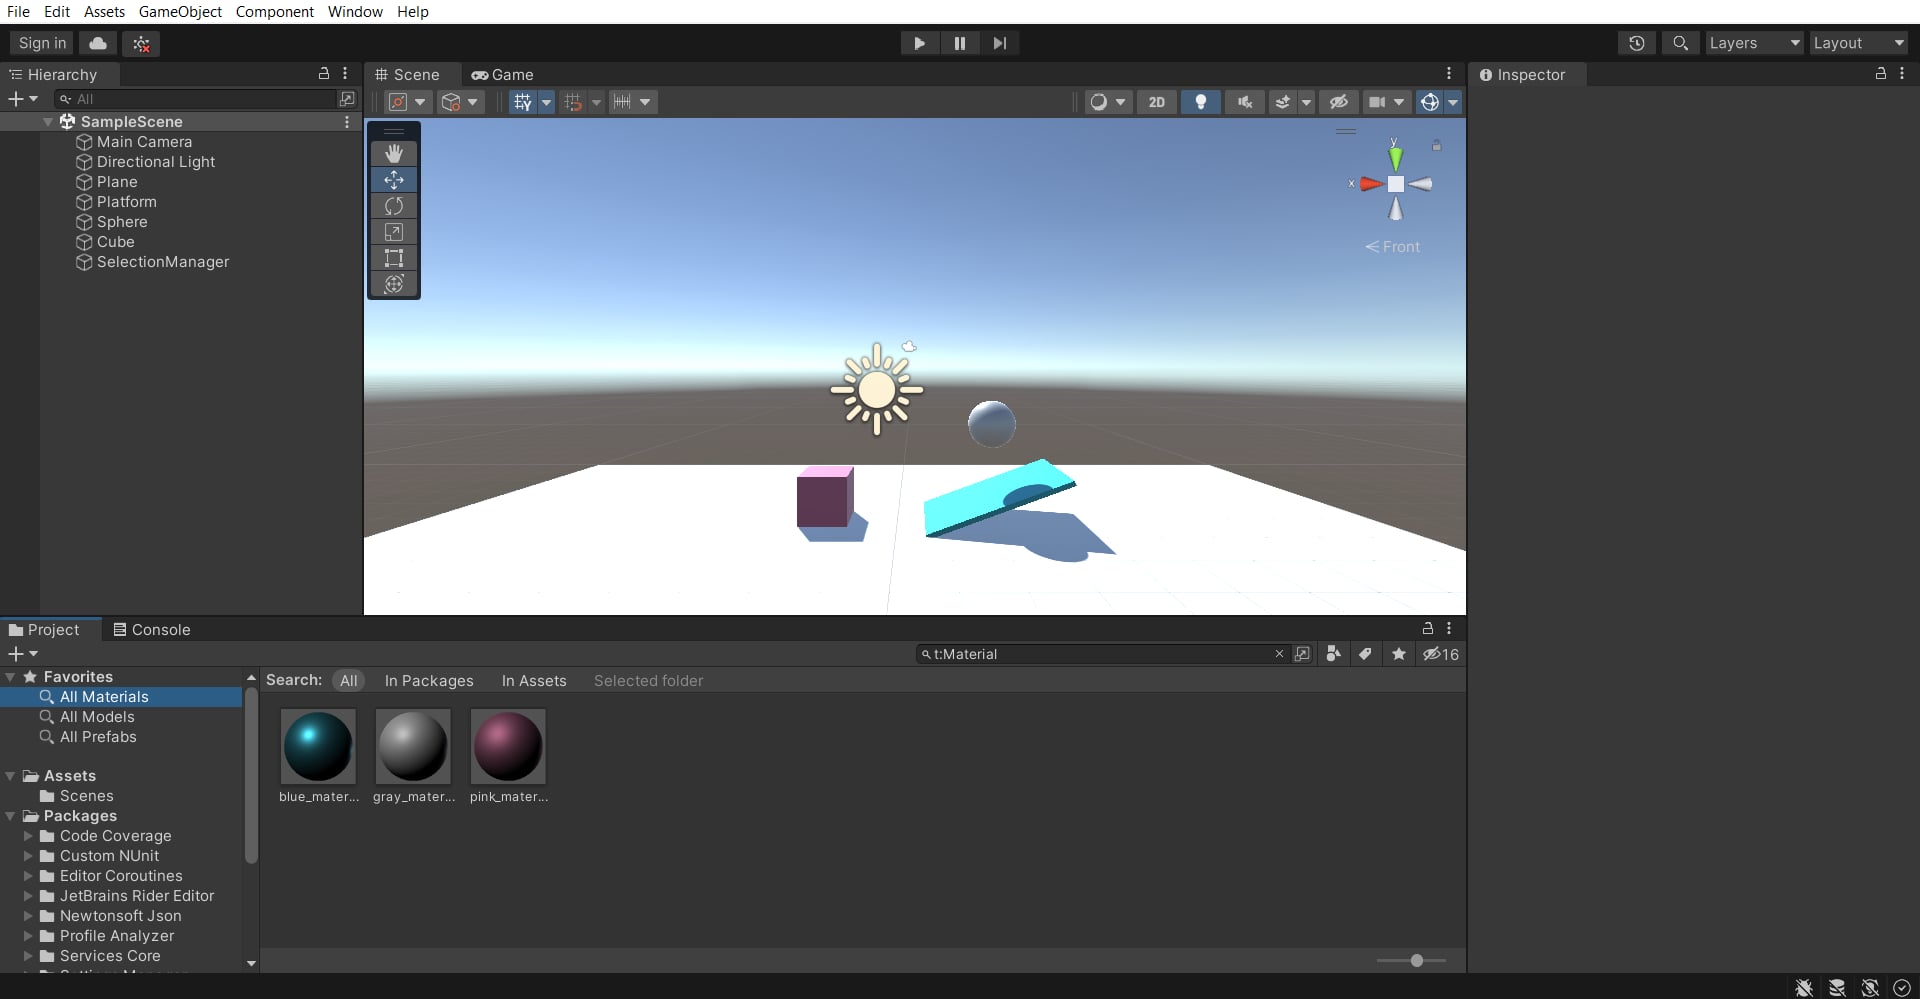 File Edit Assets GameObject Component Window Help
Sign in
Layers Layout
Hierarchy
All
SampleScene
Main Camera
Directional Light
Plane
Platform
Sphere
Cube
SelectionManager
Scene Game
2D
y
x
Front
Inspector
Project Console
t:Material
16
Favorites
All Materials
All Models
All Prefabs
Assets
Scenes
Packages
Code Coverage
Custom NUnit
Editor Coroutines
JetBrains Rider Editor
Newtonsoft Json
Profile Analyzer
Services Core
Search: All In Packages In Assets Selected folder
blue_mater... gray_mater... pink_mater...